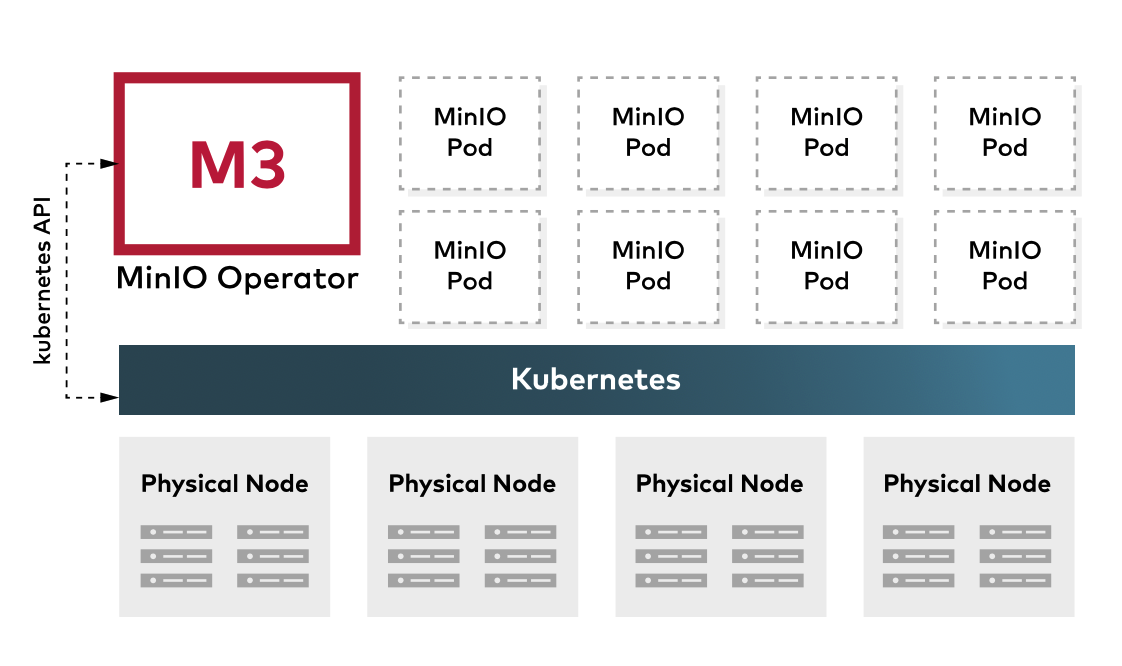 M3
MinIO Operator
kubernetes API
MinIO
Pod
MinIO
Pod
MinIO
Pod
MinIO
Pod
MinIO
Pod
MinIO
Pod
MinIO
Pod
MinIO
Pod
Kubernetes
Physical Node
Physical Node
Physical Node
Physical Node